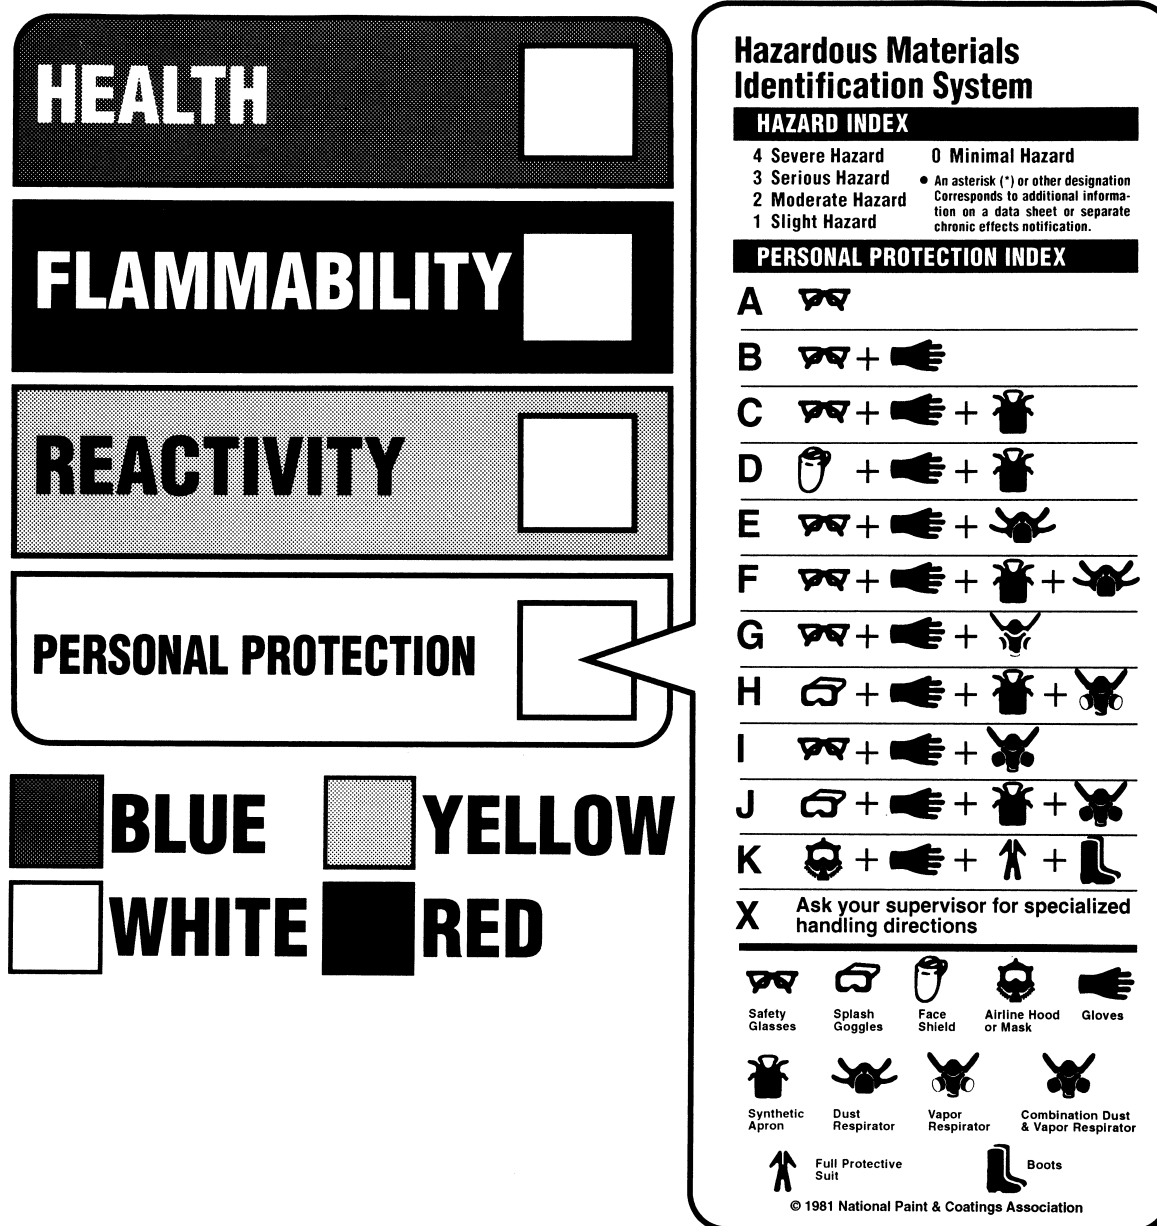 HEALTH
FLAMMABILITY
REACTIVITY
PERSONAL PROTECTION
BLUE
YELLOW
WHITE
RED
Hazardous Materials
Identification System
HAZARD INDEX
4 Severe Hazard
3 Serious Hazard
2 Moderate Hazard
1 Slight Hazard
0 Minimal Hazard
● An asterisk (*) or other designation
Corresponds to additional informa-
tion on a data sheet or separate
chronic effects notification.
PERSONAL PROTECTION INDEX
A
B +
C + +
D + +
E + +
F + + +
G + +
H + + +
I + +
J + + +
K + + +
X Ask your supervisor for specialized
handling directions
Safety
Glasses
Splash
Goggles
Face
Shield
Airline Hood
or Mask
Gloves
Synthetic
Apron
Dust
Respirator
Vapor
Respirator
Combination Dust
& Vapor Respirator
Full Protective
Suit
Boots
© 1981 National Paint & Coatings Association